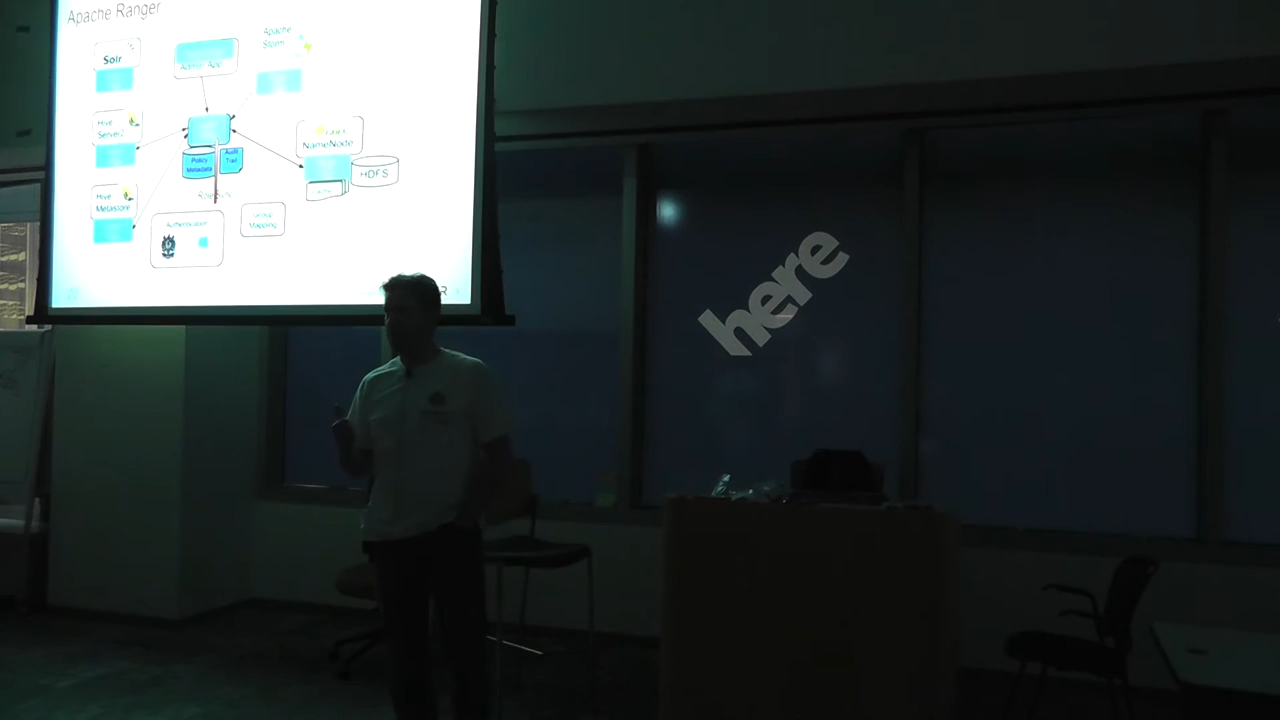 Apache Ranger
Solr
Admin App
Apache
Storm
Hive
Server2
NameNode
Policy
Metadata
Audit
Trail
HDFS
Hive
Metastore
Authentication
Mapping
here